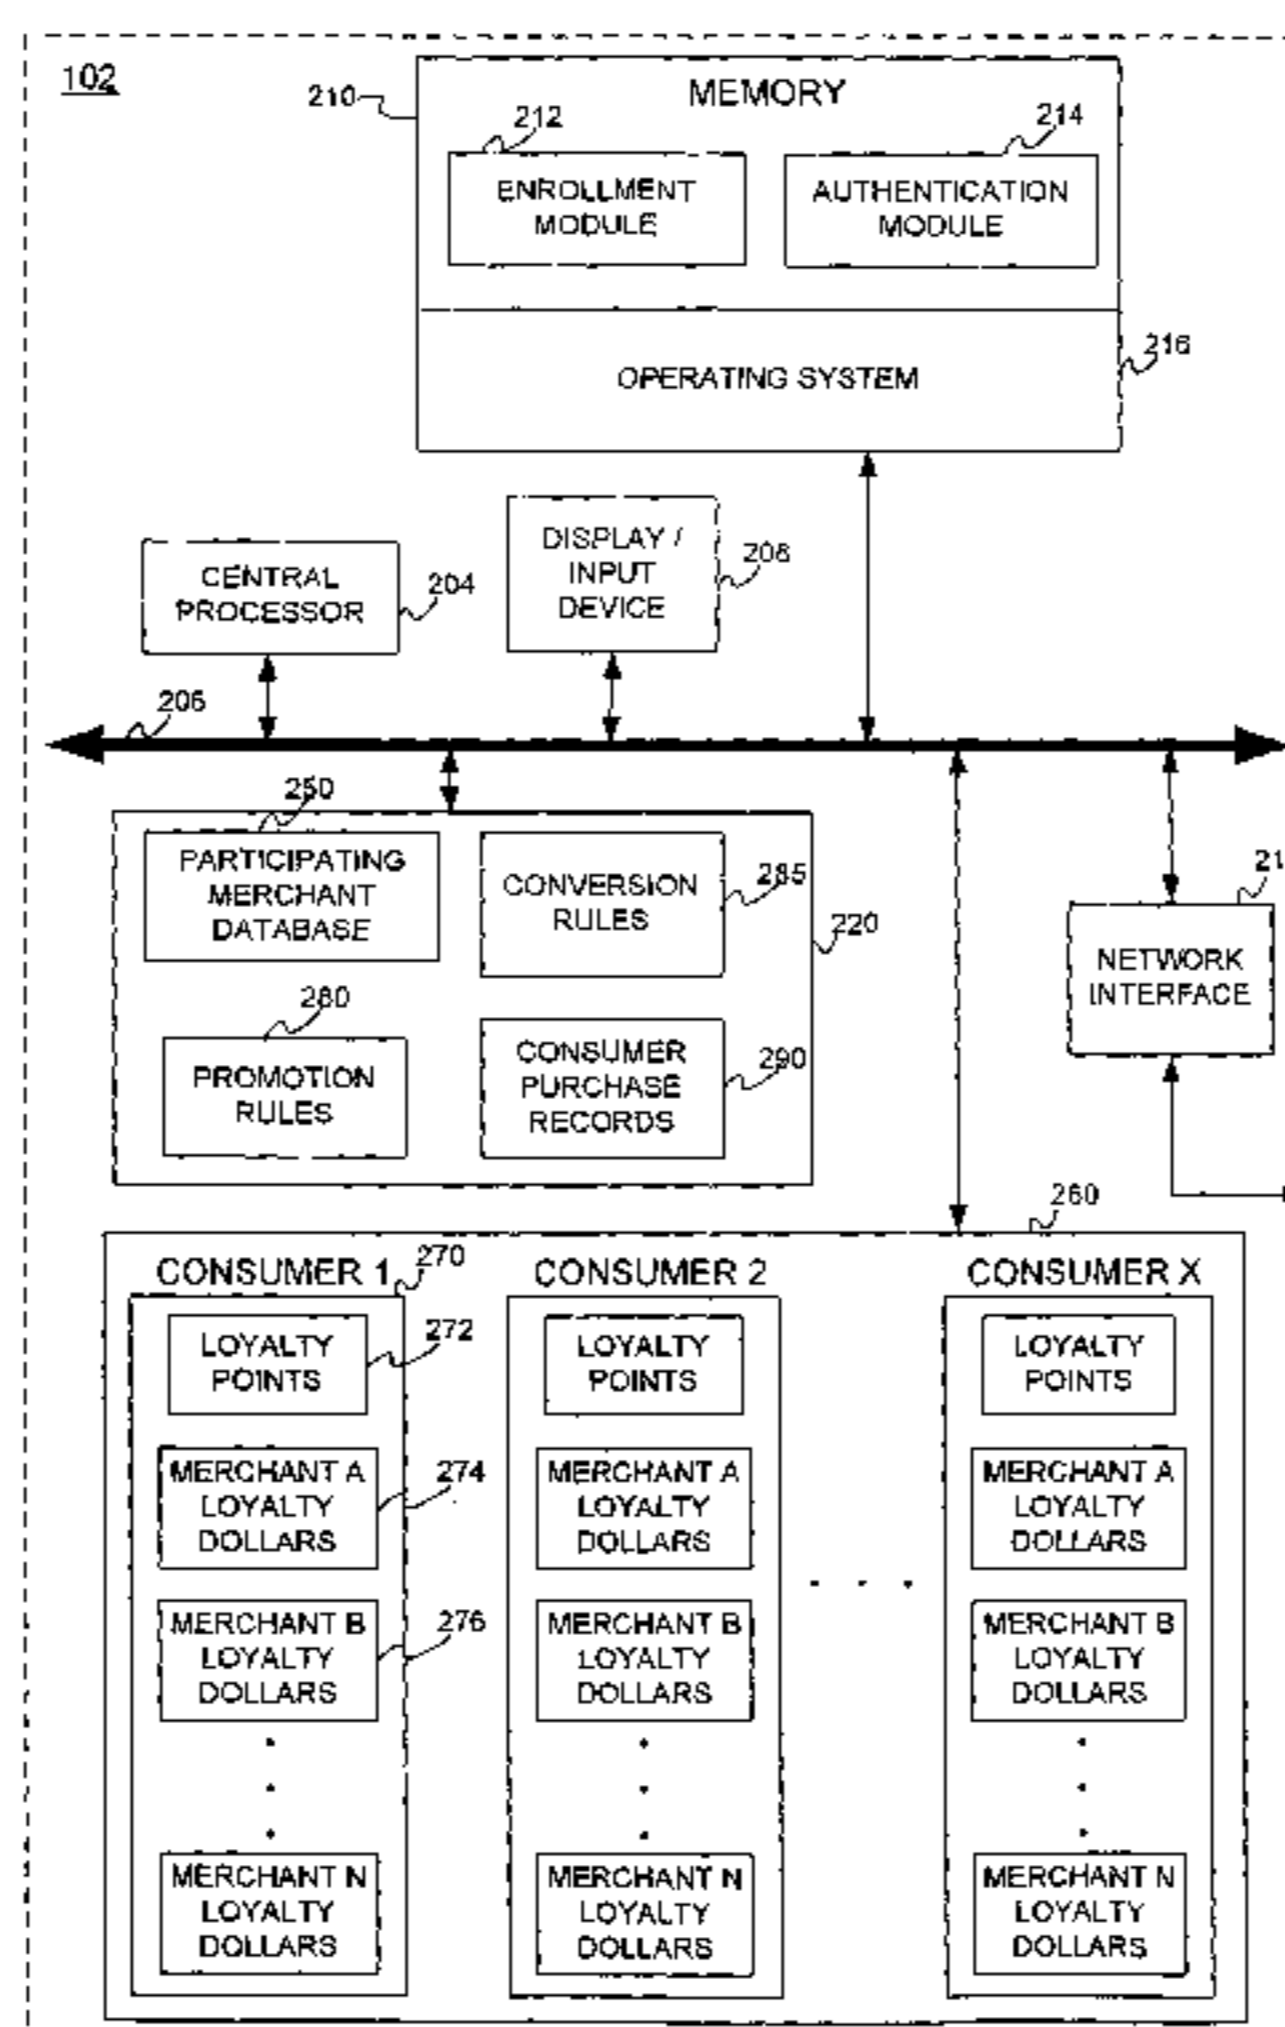 102
210
MEMORY
212
214
ENROLLMENT
MODULE
AUTHENTICATION
MODULE
216
OPERATING SYSTEM
CENTRAL
PROCESSOR
204
DISPLAY /
INPUT
DEVICE
208
206
250
PARTICIPATING
MERCHANT
DATABASE
CONVERSION
RULES
285
220
280
PROMOTION
RULES
CONSUMER
PURCHASE
RECORDS
290
21
NETWORK
INTERFACE
260
CONSUMER 1
270
LOYALTY
POINTS
272
MERCHANT A
LOYALTY
DOLLARS
274
MERCHANT B
LOYALTY
DOLLARS
276
MERCHANT N
LOYALTY
DOLLARS
CONSUMER 2
LOYALTY
POINTS
MERCHANT A
LOYALTY
DOLLARS
MERCHANT B
LOYALTY
DOLLARS
MERCHANT N
LOYALTY
DOLLARS
. . .
CONSUMER X
LOYALTY
POINTS
MERCHANT A
LOYALTY
DOLLARS
MERCHANT B
LOYALTY
DOLLARS
MERCHANT N
LOYALTY
DOLLARS